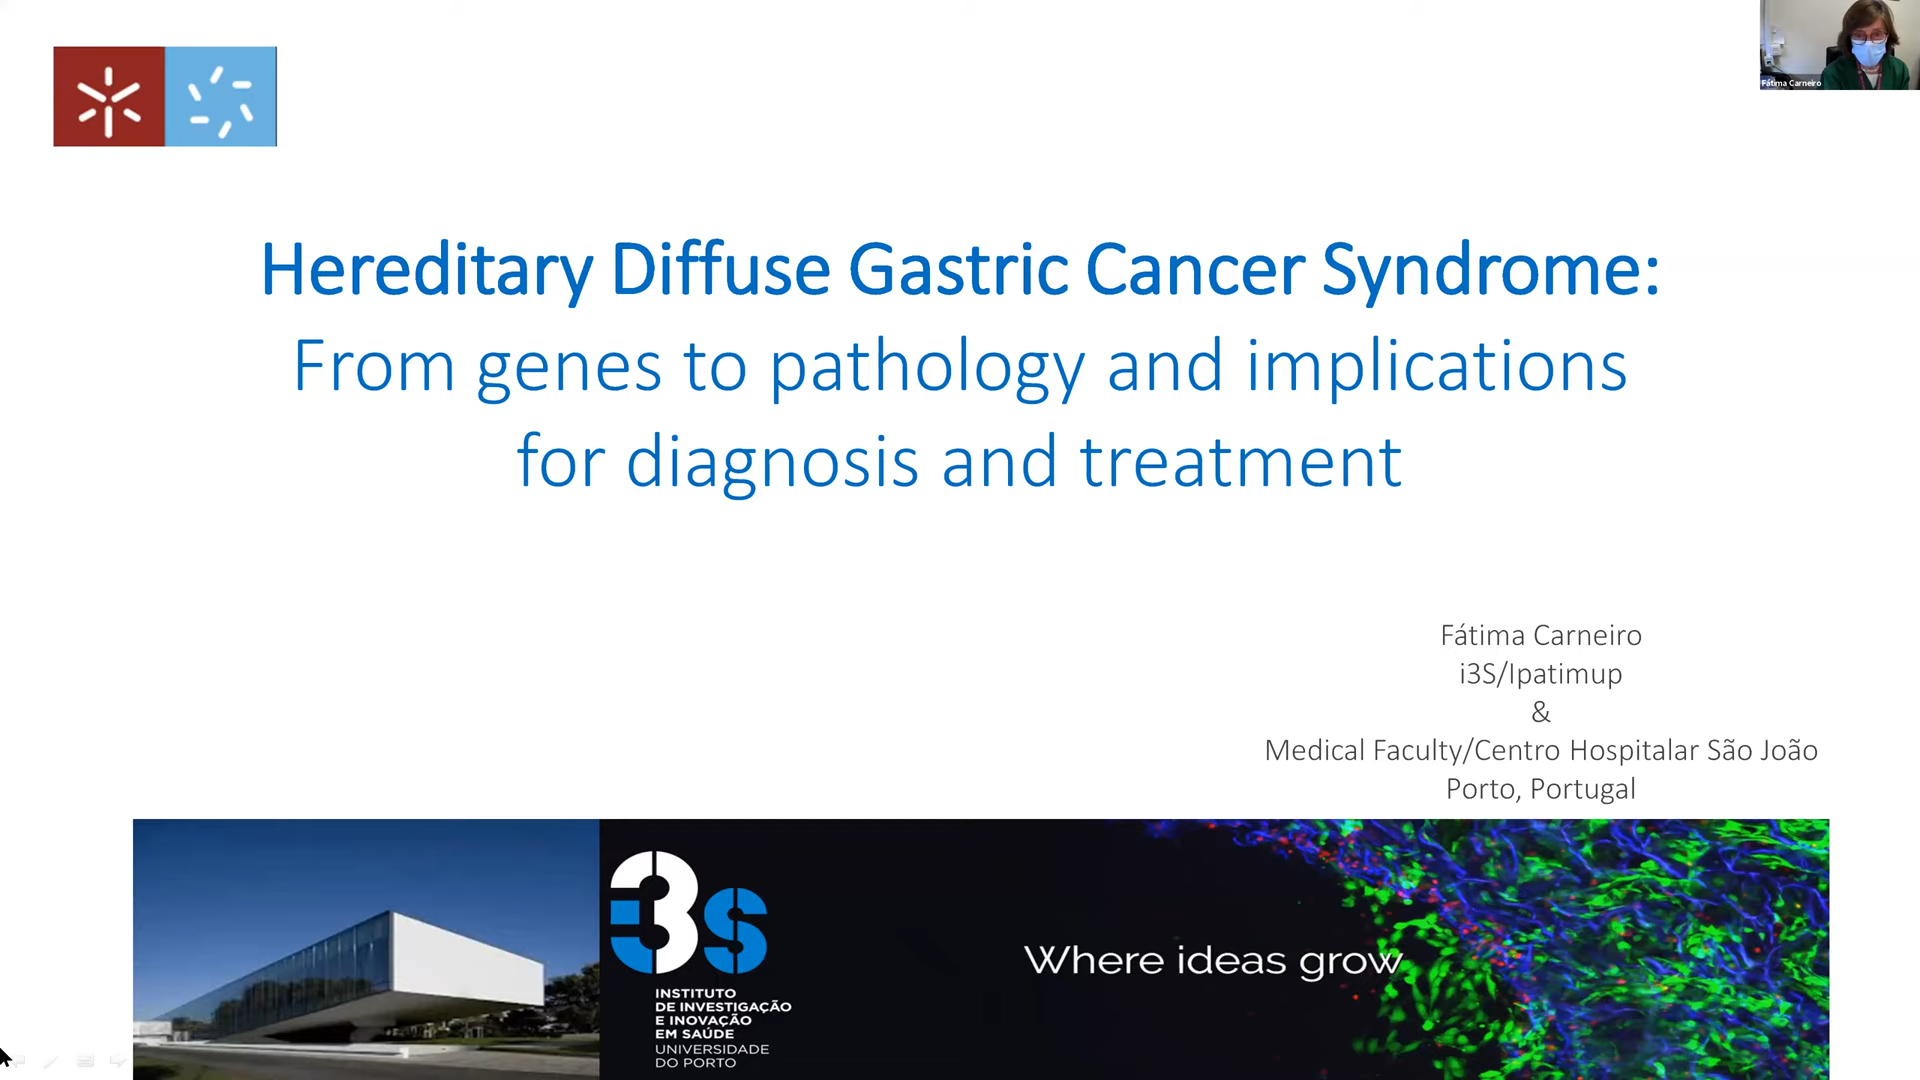 Fátima Carneiro
Hereditary Diffuse Gastric Cancer Syndrome:
From genes to pathology and implications
for diagnosis and treatment
Fátima Carneiro
i3S/Ipatimup
&
Medical Faculty/Centro Hospitalar São João
Porto, Portugal
i3s
INSTITUTO
DE INVESTIGAÇÃO
E INOVAÇÃO
EM SAÚDE
UNIVERSIDADE
DO PORTO
Where ideas grow